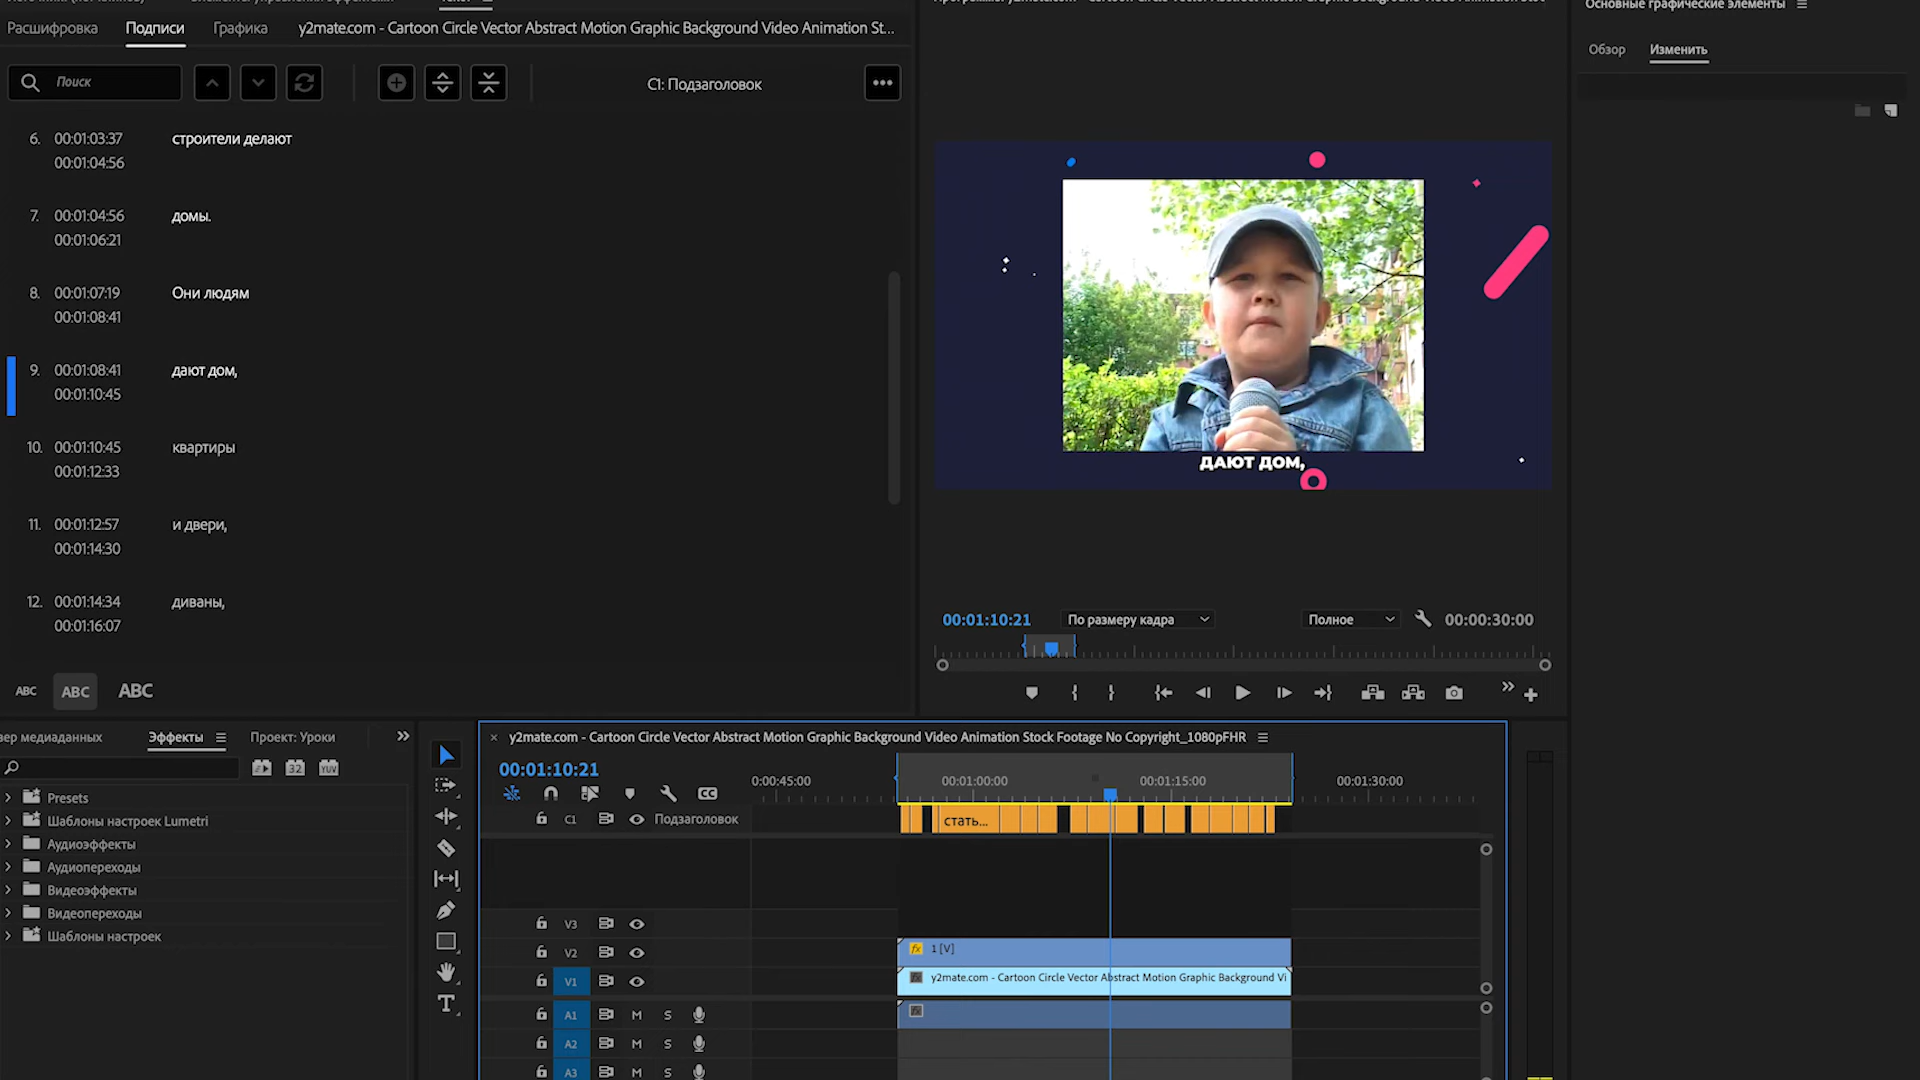 Основные графические элементы
Расшифровка Подписи Графика y2mate.com - Cartoon Circle Vector Abstract Motion Graphic Background Video Animation St...
Обзор Изменить
Поиск
C1: Подзаголовок
6. 00:01:03:37 строители делают
00:01:04:56
7. 00:01:04:56 домы.
00:01:06:21
8. 00:01:07:19 Они людям
00:01:08:41
9. 00:01:08:41 дают дом,
00:01:10:45
10. 00:01:10:45 квартиры
00:01:12:33
11. 00:01:12:57 и двери,
00:01:14:30
12. 00:01:14:34 диваны,
00:01:16:07
ДАЮТ ДОМ,
00:01:10:21 По размеру кадра Полное 00:00:30:00
ABC ABC ABC
зер медиаданных Эффекты Проект: Уроки
32 YUV
Presets
Шаблоны настроек Lumetri
Аудиоэффекты
Аудиопереходы
Видеоэффекты
Видеопереходы
Шаблоны настроек
y2mate.com - Cartoon Circle Vector Abstract Motion Graphic Background Video Animation Stock Footage No Copyright_1080pFHR
00:01:10:21
0:00:45:00 00:01:00:00 00:01:15:00 00:01:30:00
CC
C1 Подзаголовок стать...
V3
V2 fx 1 [V]
V1 fx y2mate.com - Cartoon Circle Vector Abstract Motion Graphic Background Vi
A1 M S
A2 M S
A3 M S
T